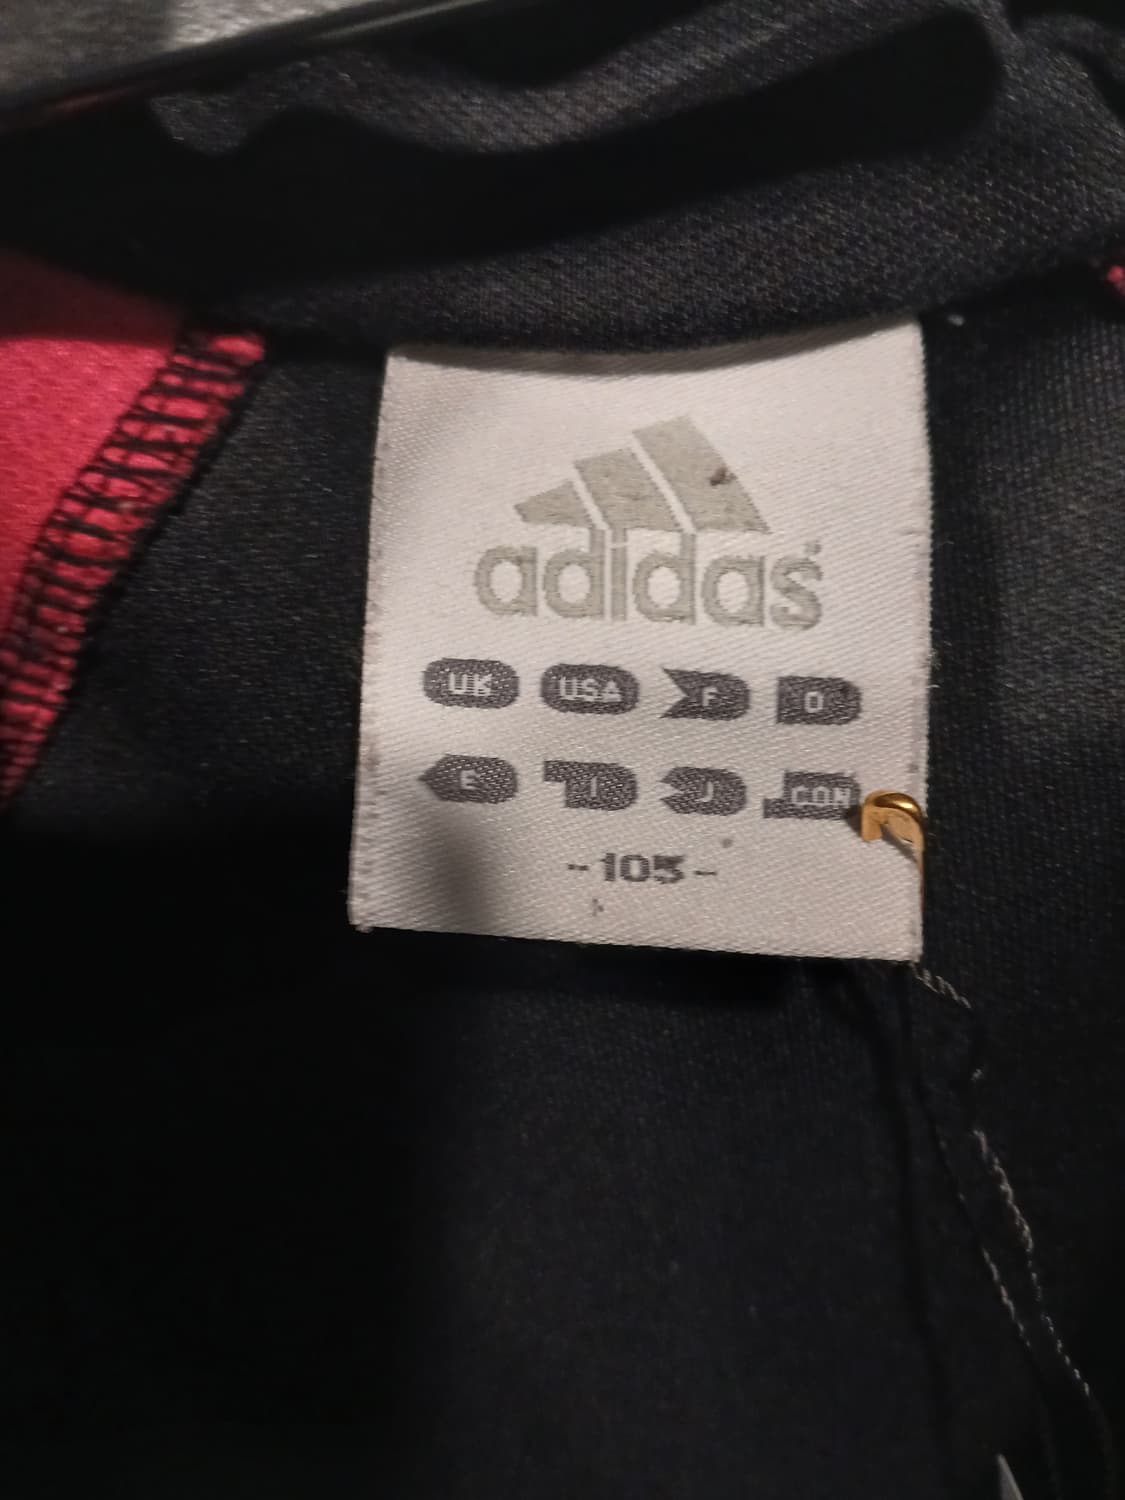 adidas
UK USA F D
E I J CON
-105-